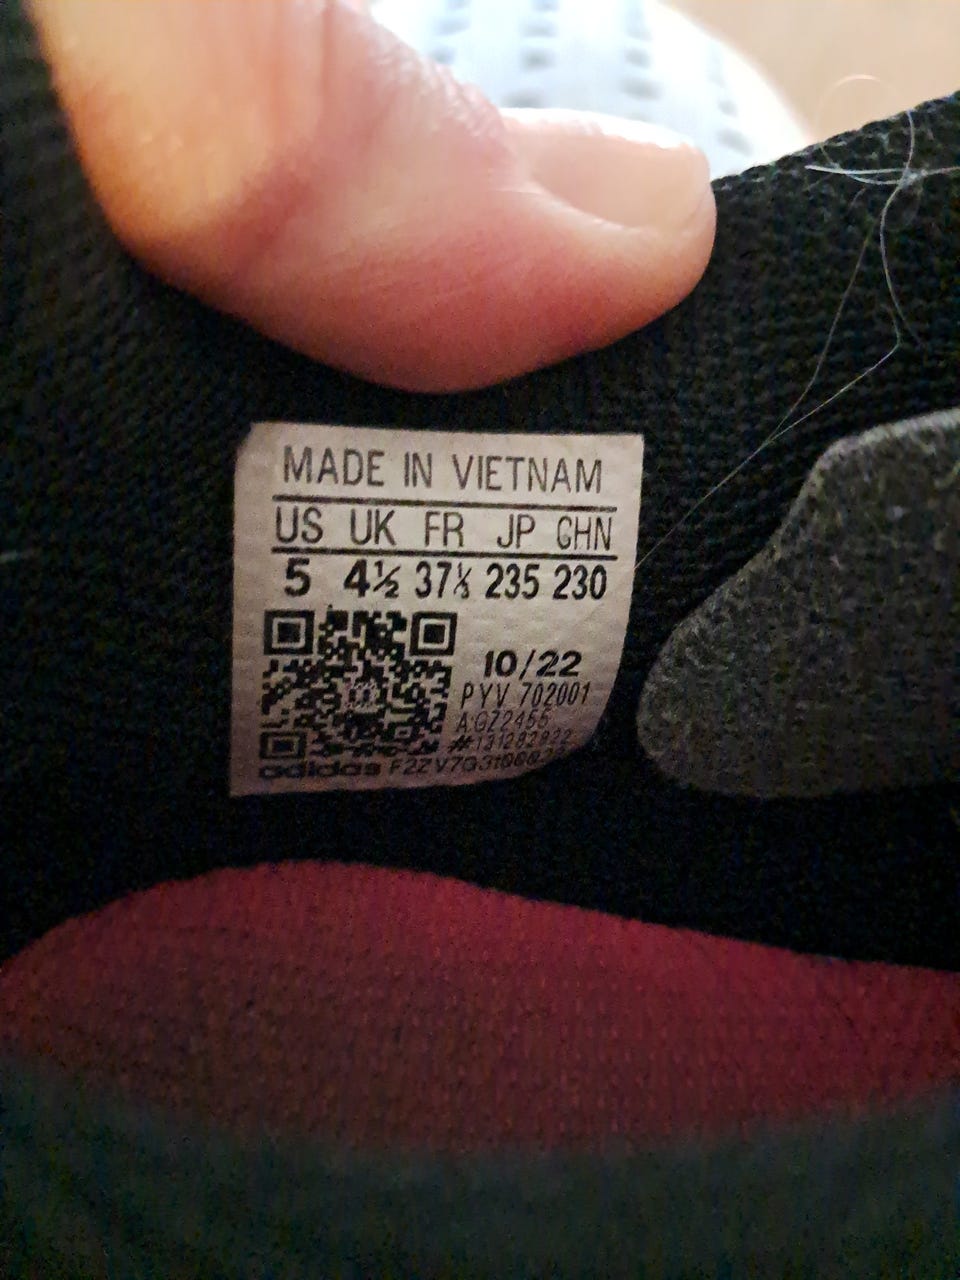 MADE IN VIETNAM
US UK FR JP CHN
5 4½ 37⅓ 235 230
10/22
PYV 702001
#131282822
adidas